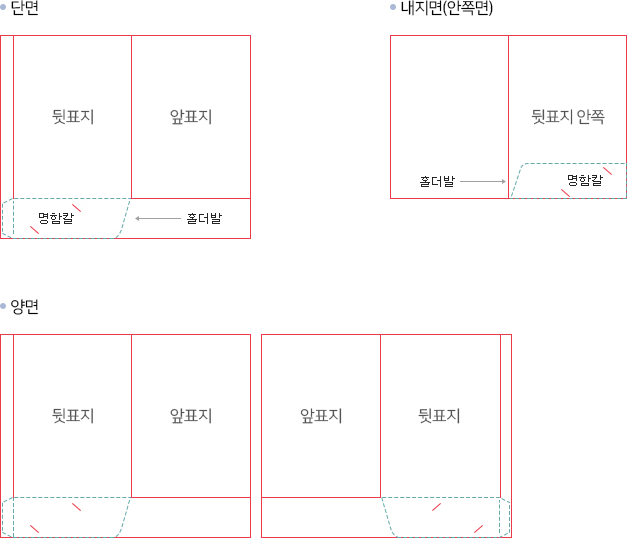 단면
내지면(안쪽면)
뒷표지
앞표지
뒷표지 안쪽
홀더발
명함칼
명함칼
홀더발
양면
뒷표지
앞표지
앞표지
뒷표지